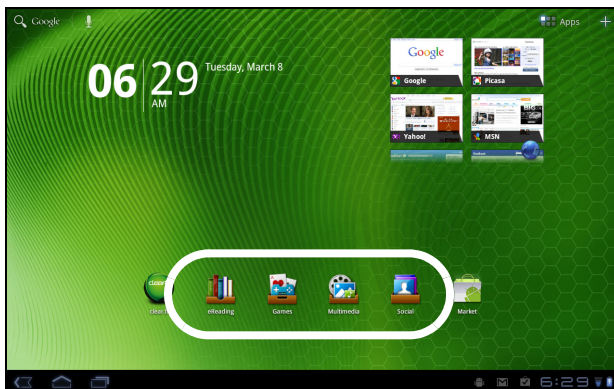 Google
Apps
06 29
AM
Tuesday, March 8
Google
Google
Picasa
Yahoo!
MSN
eReading
Games
Multimedia
Social
Market
6:29